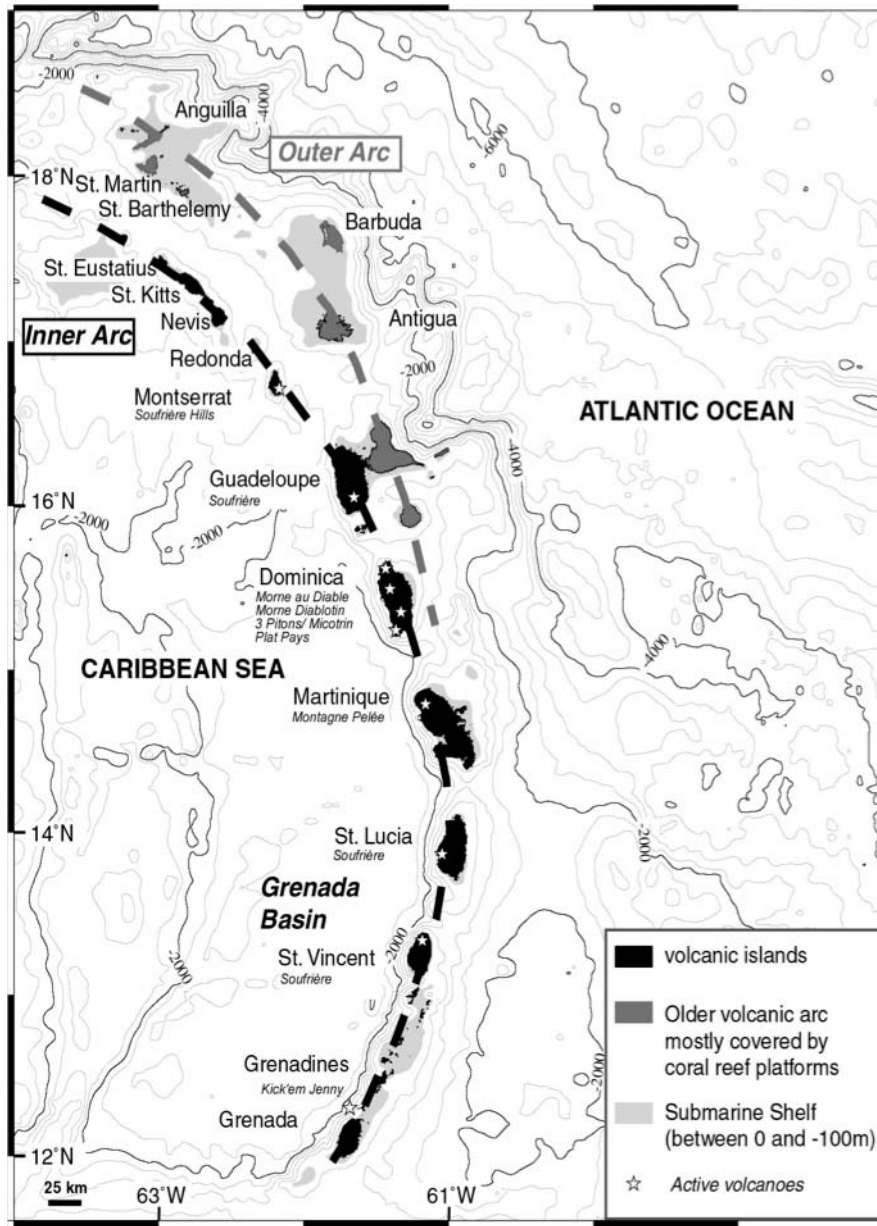 -2000
Anguilla
-4000
Outer Arc
-6000
18˚N
St. Martin
St. Barthelemy
Barbuda
St. Eustatius
St. Kitts
Nevis
Antigua
Inner Arc
Redonda
-2000
Montserrat
Soufrière Hills
ATLANTIC OCEAN
-4000
Guadeloupe
Soufrière
16˚N
-2000
-2000
Dominica
Morne au Diable
Morne Diablotin
3 Pitons/ Micotrin
Plat Pays
-4000
CARIBBEAN SEA
Martinique
Montagne Pelée
14˚N
St. Lucia
Soufrière
-2000
Grenada
Basin
-2000
St. Vincent
Soufrière
-2000
volcanic islands
Older volcanic arc
mostly covered by
coral reef platforms
Grenadines
Kick'em Jenny
-2000
Grenada
Submarine Shelf
(between 0 and -100m)
12˚N
Active volcanoes
25 km
63˚W
61˚W